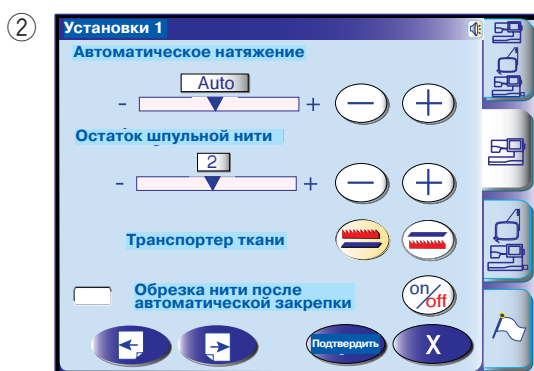 ②
Установки 1
Автоматическое натяжение
Auto
- +
− +
Остаток шпульной нити
2
- +
− +
Транспортер ткани
Обрезка нити после
автоматической закрепки
on/off
Подтвердить
X